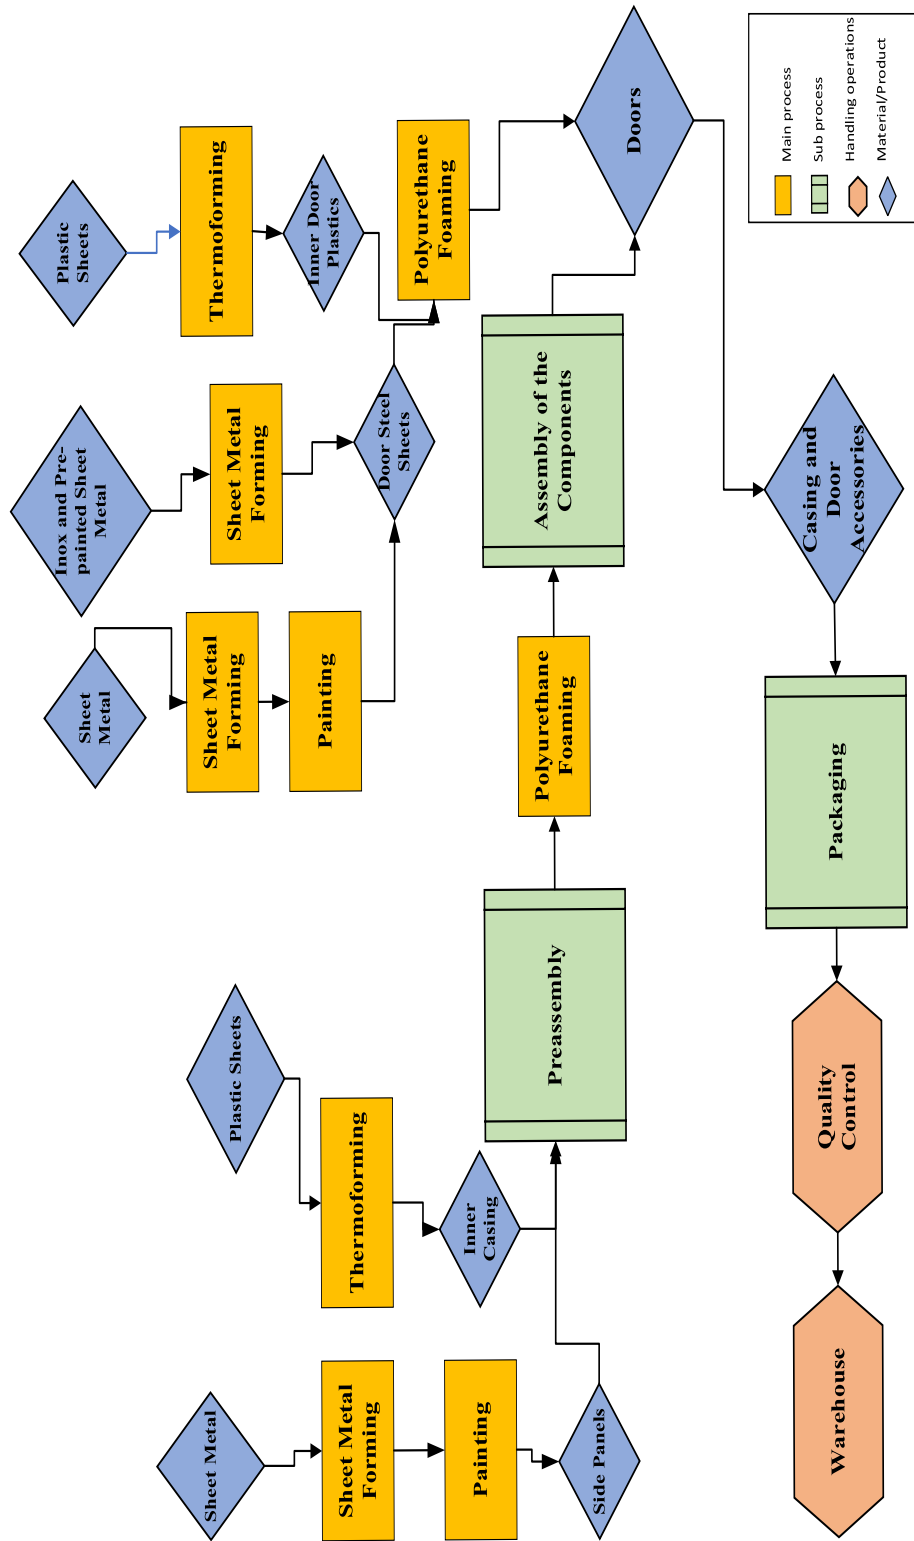 Sheet Metal
Sheet Metal
Forming
Painting
Side Panels
Plastic Sheets
Thermoforming
Inner
Casing
Preassembly
Polyurethane
Foaming
Assembly of the
Components
Sheet
Metal
Sheet Metal
Forming
Painting
Inox and Pre-
painted Sheet
Metal
Sheet Metal
Forming
Door Steel
Sheets
Plastic
Sheets
Thermoforming
Inner Door
Plastics
Polyurethane
Foaming
Doors
Casing and
Door
Accessories
Packaging
Quality
Control
Warehouse
Main process
Sub process
Handling operations
Material/Product